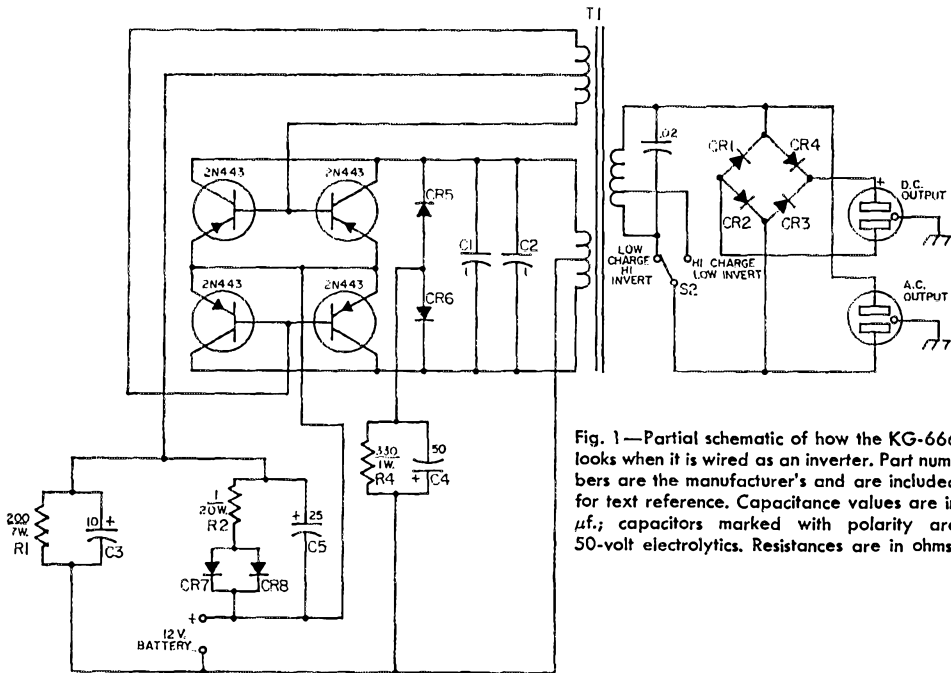 T1
2N443
2N443
2N443
2N443
CR5
CR6
C1
C2
.02
CR1
CR4
CR2
CR3
+
D.C.
OUTPUT
LOW
CHARGE
HI
INVERT
HI CHARGE
LOW INVERT
S2
A.C.
OUTPUT
330
1W.
R4
50
+
C4
200
7W.
R1
10
+
C3
1
20W.
R2
+
25
C5
CR7
CR8
+
12V.
BATTERY
-
Fig. 1—Partial schematic of how the KG-666
looks when it is wired as an inverter. Part num
bers are the manufacturer's and are included
for text reference. Capacitance values are in
μf.; capacitors marked with polarity are
50-volt electrolytics. Resistances are in ohms